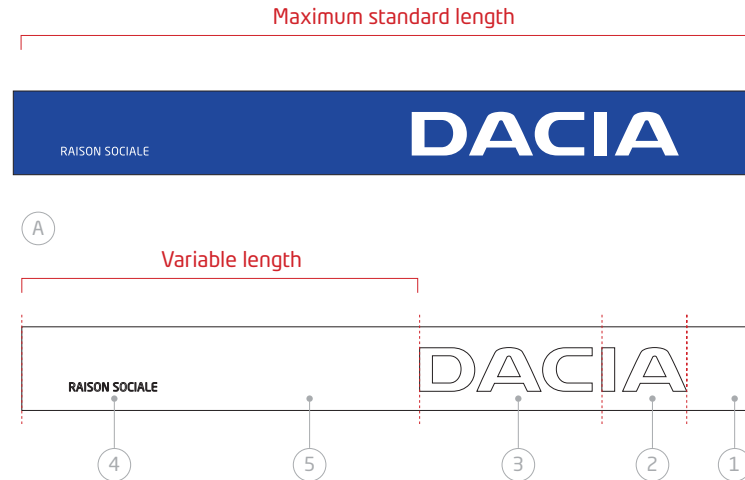 Maximum standard length
RAISON SOCIALE
DACIA
A
Variable length
RAISON SOCIALE
DACIA
4
5
3
2
1